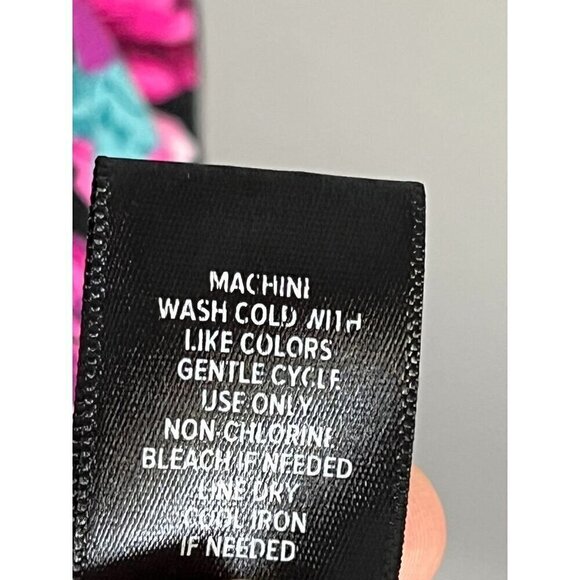 MACHINE
WASH COLD WITH
LIKE COLORS
GENTLE CYCLE
USE ONLY
NON CHLORINE
BLEACH IF NEEDED
LINE DRY
COOL IRON
IF NEEDED